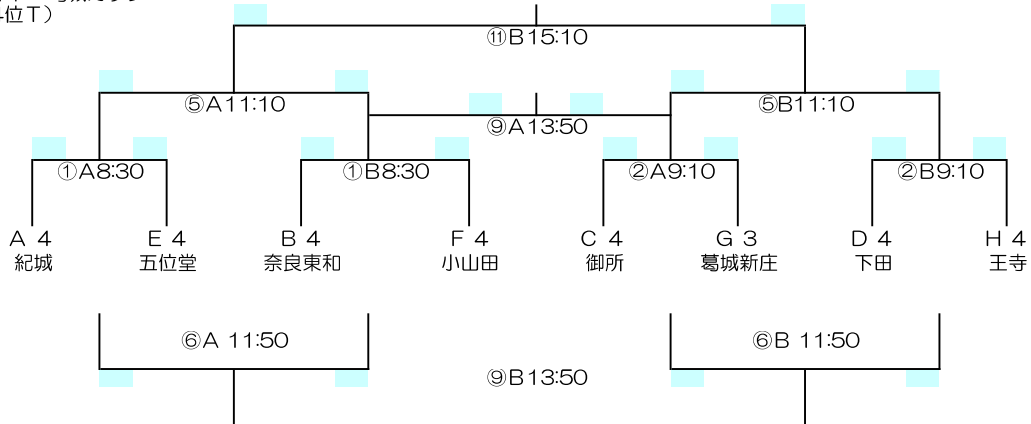 位T）
⑪B15:10
⑤A11:10
⑤B11:10
⑨A13:50
①A8:30
①B8:30
②A9:10
②B9:10
A 4
E 4
B 4
F 4
C 4
G 3
D 4
H 4
紀城
五位堂
奈良東和
小山田
御所
葛城新庄
下田
王寺
⑥A 11:50
⑥B 11:50
⑨B13:50